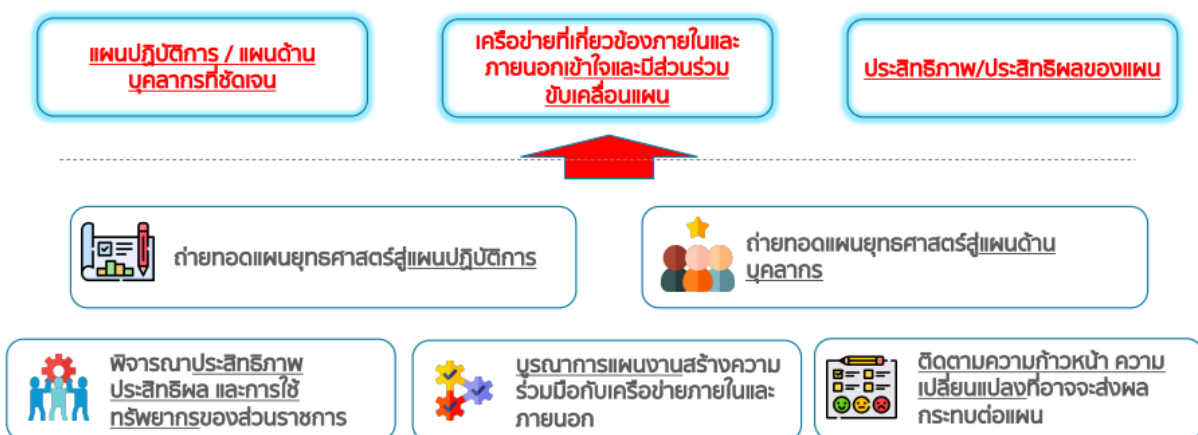 แผนปฏิบัติการ / แผนด้าน
บุคลากรที่ชัดเจน
เครือข่ายที่เกี่ยวข้องภายในและ
ภายนอกเข้าใจและมีส่วนร่วม
ขับเคลื่อนแผน
ประสิทธิภาพ/ประสิทธิผลของแผน
ถ่ายทอดแผนยุทธศาสตร์สู่แผนปฏิบัติการ
ถ่ายทอดแผนยุทธศาสตร์สู่แผนด้าน
บุคลากร
พิจารณาประสิทธิภาพ
ประสิทธิผล และการใช้
ทรัพยากรของส่วนราชการ
บูรณาการแผนงานสร้างความ
ร่วมมือกับเครือข่ายภายในและ
ภายนอก
ติดตามความก้าวหน้า ความ
เปลี่ยนแปลงที่อาจจะส่งผล
กระทบต่อแผน